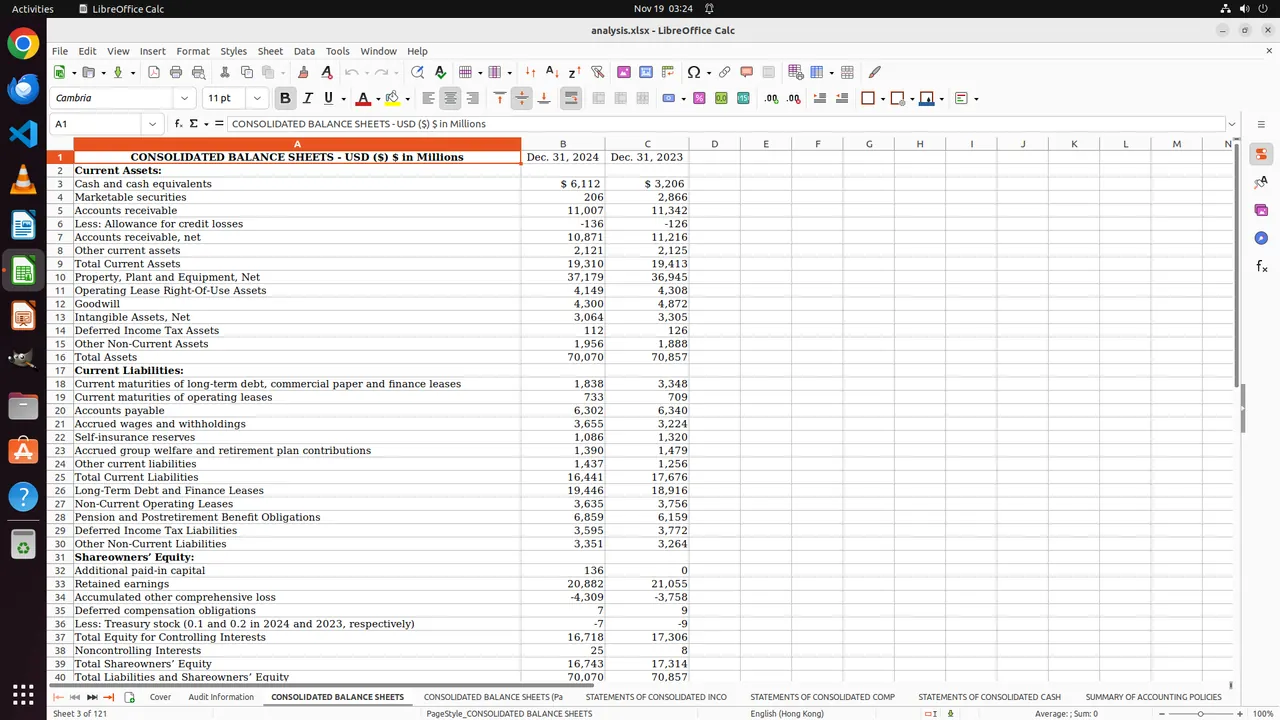 Activities LibreOffice Calc Nov 19 03:24
analysis.xlsx - LibreOffice Calc
File Edit View Insert Format Styles Sheet Data Tools Window Help
Cambria 11 pt
A1 CONSOLIDATED BALANCE SHEETS - USD ($) $ in Millions
A B C D E F G H I J K L M N
1 CONSOLIDATED BALANCE SHEETS - USD ($) $ in Millions Dec. 31, 2024 Dec. 31, 2023
2 Current Assets:
3 Cash and cash equivalents $ 6,112 $ 3,206
4 Marketable securities 206 2,866
5 Accounts receivable 11,007 11,342
6 Less: Allowance for credit losses -136 -126
7 Accounts receivable, net 10,871 11,216
8 Other current assets 2,121 2,125
9 Total Current Assets 19,310 19,413
10 Property, Plant and Equipment, Net 37,179 36,945
11 Operating Lease Right-Of-Use Assets 4,149 4,308
12 Goodwill 4,300 4,872
13 Intangible Assets, Net 3,064 3,305
14 Deferred Income Tax Assets 112 126
15 Other Non-Current Assets 1,956 1,888
16 Total Assets 70,070 70,857
17 Current Liabilities:
18 Current maturities of long-term debt, commercial paper and finance leases 1,838 3,348
19 Current maturities of operating leases 733 709
20 Accounts payable 6,302 6,340
21 Accrued wages and withholdings 3,655 3,224
22 Self-insurance reserves 1,086 1,320
23 Accrued group welfare and retirement plan contributions 1,390 1,479
24 Other current liabilities 1,437 1,256
25 Total Current Liabilities 16,441 17,676
26 Long-Term Debt and Finance Leases 19,446 18,916
27 Non-Current Operating Leases 3,635 3,756
28 Pension and Postretirement Benefit Obligations 6,859 6,159
29 Deferred Income Tax Liabilities 3,595 3,772
30 Other Non-Current Liabilities 3,351 3,264
31 Shareowners’ Equity:
32 Additional paid-in capital 136 0
33 Retained earnings 20,882 21,055
34 Accumulated other comprehensive loss -4,309 -3,758
35 Deferred compensation obligations 7 9
36 Less: Treasury stock (0.1 and 0.2 in 2024 and 2023, respectively) -7 -9
37 Total Equity for Controlling Interests 16,718 17,306
38 Noncontrolling Interests 25 8
39 Total Shareowners’ Equity 16,743 17,314
40 Total Liabilities and Shareowners’ Equity 70,070 70,857
Cover Audit Information CONSOLIDATED BALANCE SHEETS CONSOLIDATED BALANCE SHEETS (Pa STATEMENTS OF CONSOLIDATED INCO STATEMENTS OF CONSOLIDATED COMP STATEMENTS OF CONSOLIDATED CASH SUMMARY OF ACCOUNTING POLICIES
Sheet 3 of 121 PageStyle_CONSOLIDATED BALANCE SHEETS English (Hong Kong) Average: ; Sum: 0 100%